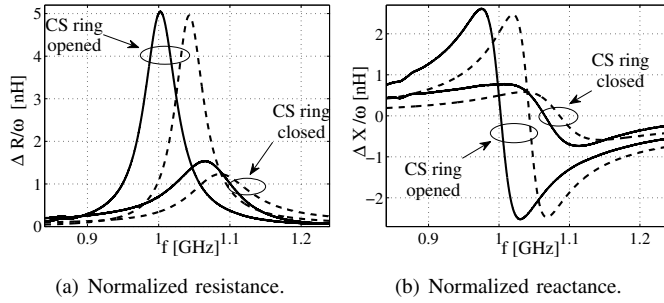 CS ring
opened
CS ring
closed
Δ R/ω [nH]
5
4
3
2
1
0
0.9
1
1.1
1.2
f [GHz]
(a) Normalized resistance.
CS ring
closed
CS ring
opened
Δ X/ω [nH]
2
1
0
−1
−2
0.9
1
1.1
1.2
f [GHz]
(b) Normalized reactance.